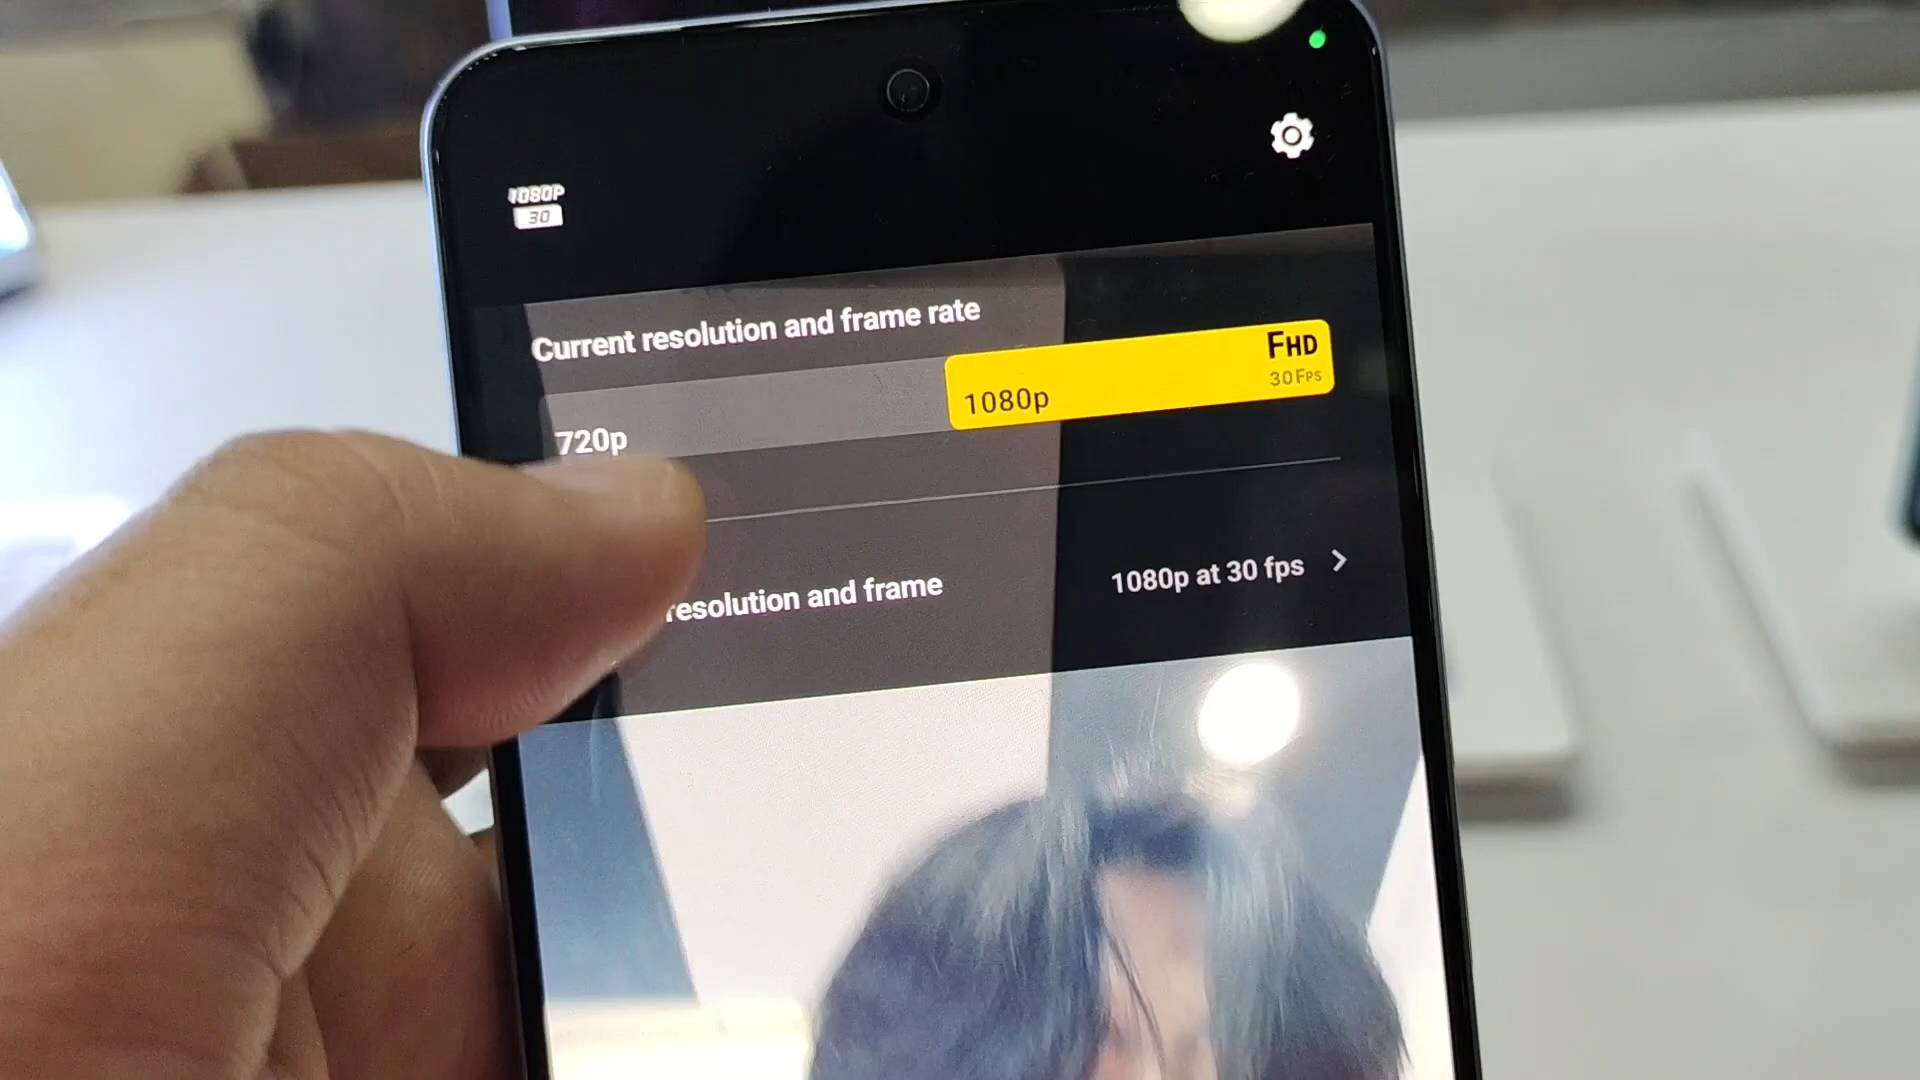 1080P
30
Current resolution and frame rate
FHD
30 FPS
720p
1080p
resolution and frame
1080p at 30 fps